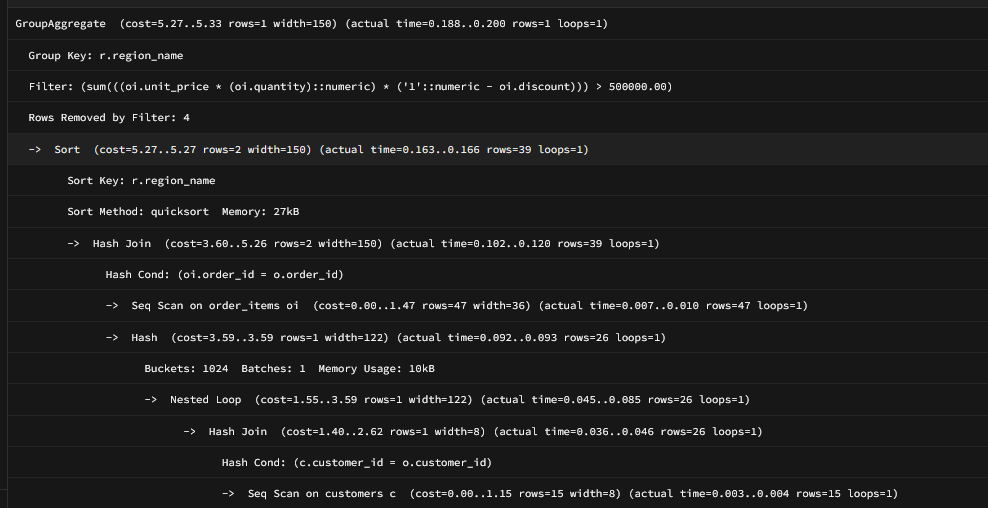 GroupAggregate  (cost=5.27..5.33 rows=1 width=150) (actual time=0.188..0.200 rows=1 loops=1)
Group Key: r.region_name
Filter: (sum(((oi.unit_price * (oi.quantity)::numeric) * ('1'::numeric - oi.discount))) > 500000.00)
Rows Removed by Filter: 4
->  Sort  (cost=5.27..5.27 rows=2 width=150) (actual time=0.163..0.166 rows=39 loops=1)
Sort Key: r.region_name
Sort Method: quicksort  Memory: 27kB
->  Hash Join  (cost=3.60..5.26 rows=2 width=150) (actual time=0.102..0.120 rows=39 loops=1)
Hash Cond: (oi.order_id = o.order_id)
->  Seq Scan on order_items oi  (cost=0.00..1.47 rows=47 width=36) (actual time=0.007..0.010 rows=47 loops=1)
->  Hash  (cost=3.59..3.59 rows=1 width=122) (actual time=0.092..0.093 rows=26 loops=1)
Buckets: 1024  Batches: 1  Memory Usage: 10kB
->  Nested Loop  (cost=1.55..3.59 rows=1 width=122) (actual time=0.045..0.085 rows=26 loops=1)
->  Hash Join  (cost=1.40..2.62 rows=1 width=8) (actual time=0.036..0.046 rows=26 loops=1)
Hash Cond: (c.customer_id = o.customer_id)
->  Seq Scan on customers c  (cost=0.00..1.15 rows=15 width=8) (actual time=0.003..0.004 rows=15 loops=1)